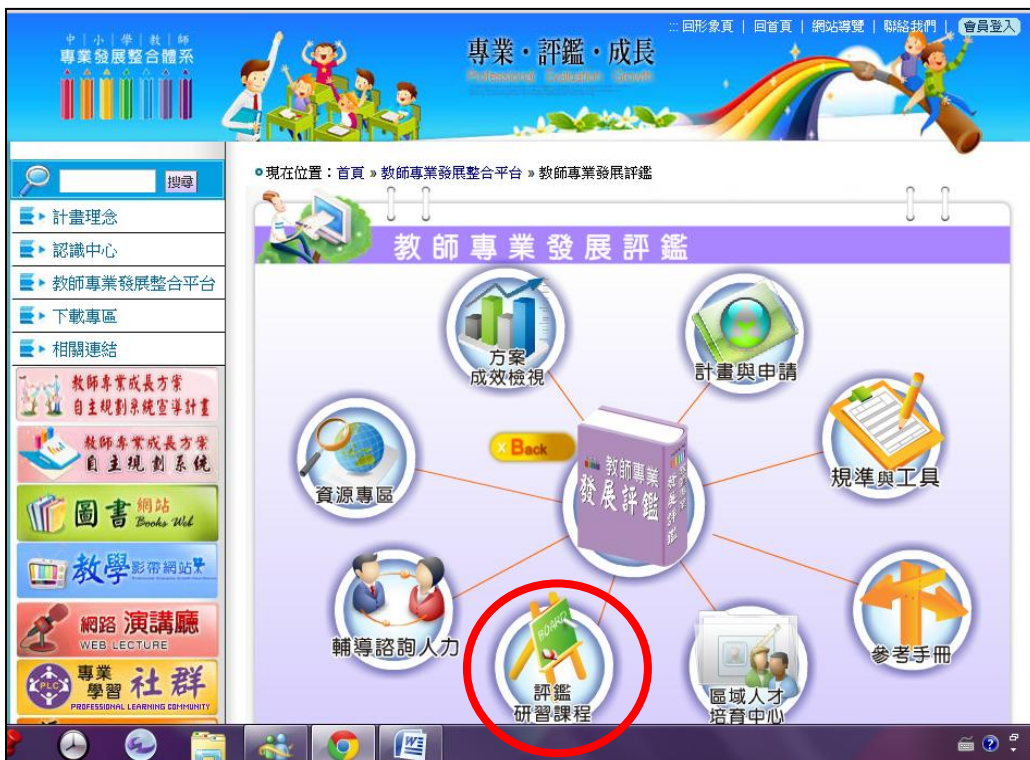 ::: 回形象頁 | 回首頁 | 網站導覽 | 聯絡我們 | 會員登入
中|小|學|教|師
專業發展整合體系
專業・評鑑・成長
Professional Evaluation Growth
搜尋
現在位置：首頁 » 教師專業發展整合平台 » 教師專業發展評鑑
計畫理念
認識中心
教師專業發展整合平台
下載專區
相關連結
教師專業成長方案
自主規劃系統宣導計畫
教師專業成長方案
自主規劃系統
圖書網站
Books Web
教學影帶網站
網路演講廳
WEB LECTURE
PLC
專業
學習社群
PROFESSIONAL LEARNING COMMUNITY
教師專業發展評鑑
方案
成效檢視
計畫與申請
資源專區
x Back
教師專業
發展評鑑
規準與工具
輔導諮詢人力
BOARD
評鑑
研習課程
區域人才
培育中心
參考手冊